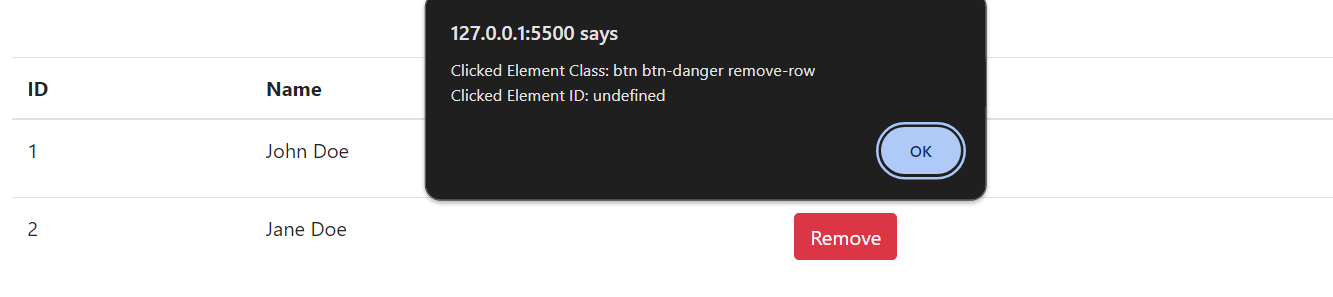 127.0.0.1:5500 says
Clicked Element Class: btn btn-danger remove-row
Clicked Element ID: undefined
OK
ID Name
1 John Doe
2 Jane Doe Remove